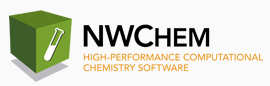 NWChem
HIGH-PERFORMANCE COMPUTATIONAL
CHEMISTRY SOFTWARE